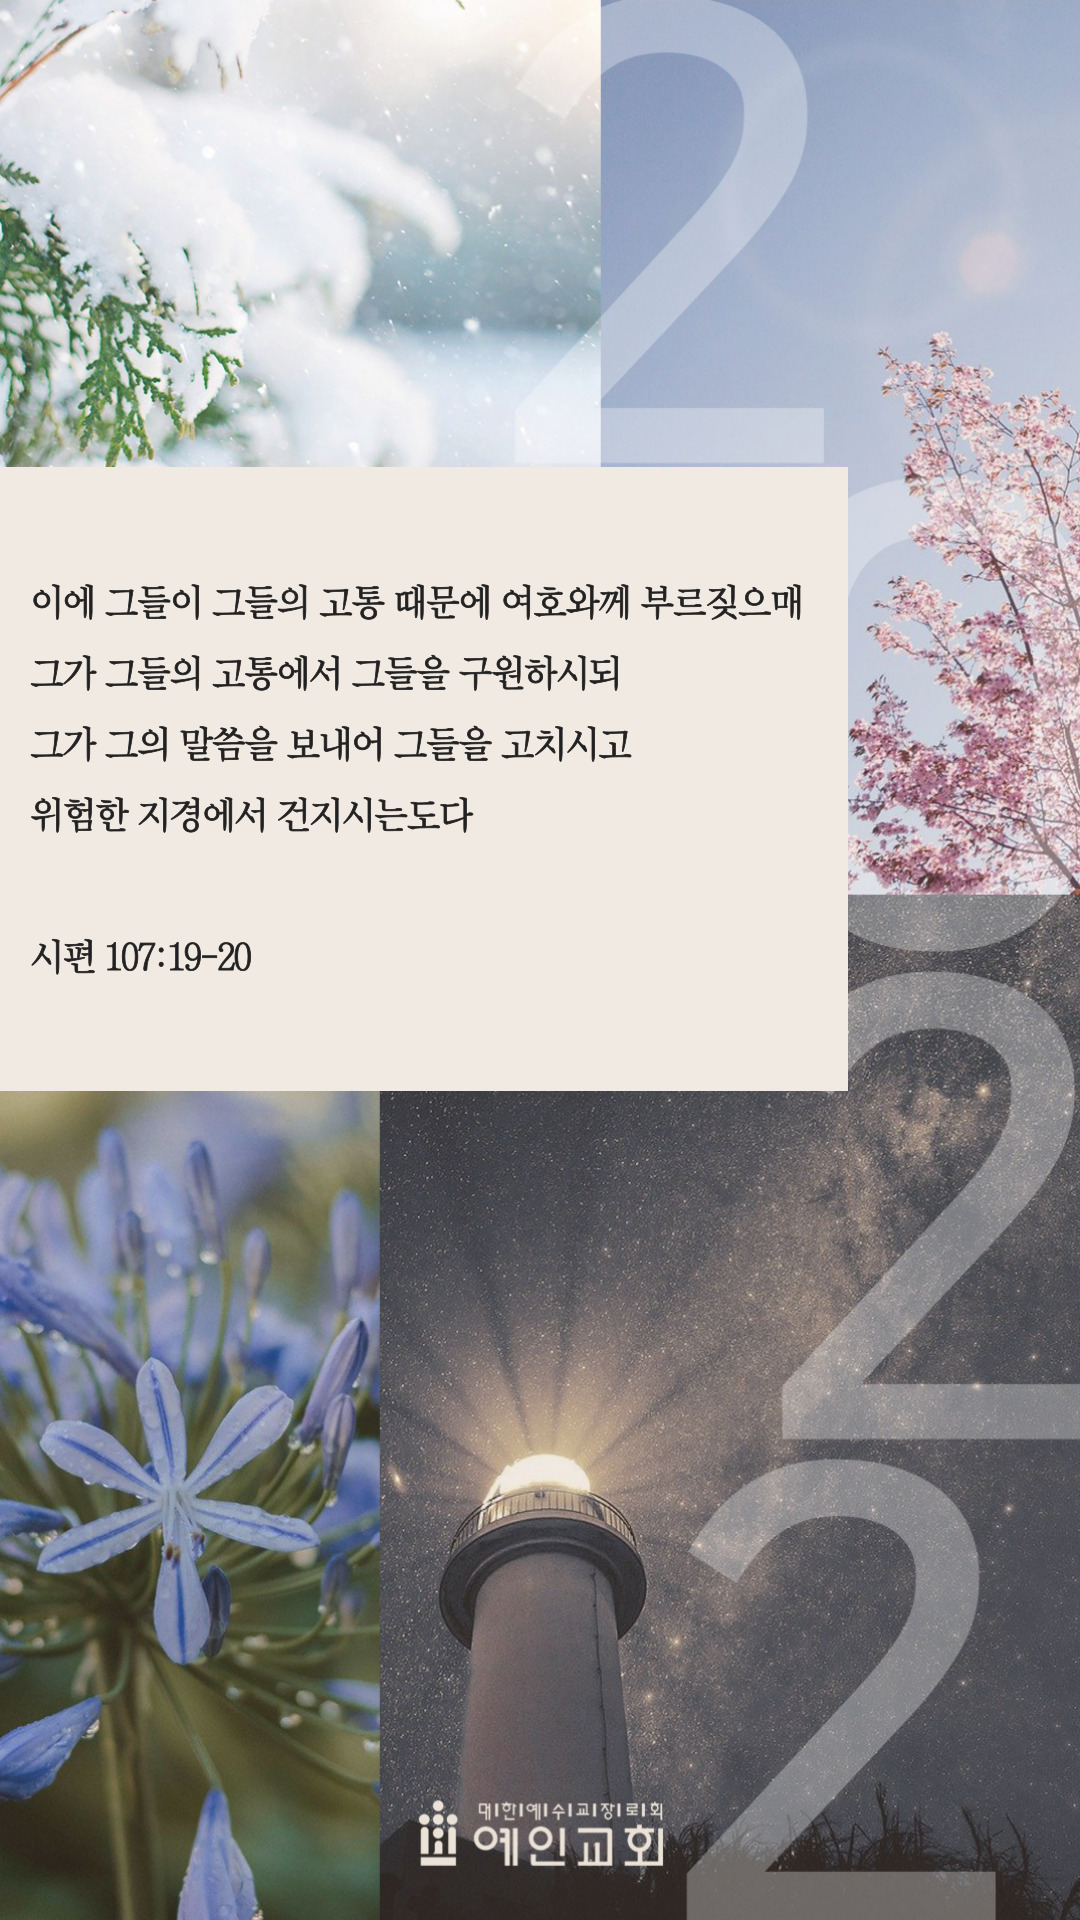 2
0
2
2
이에 그들이 그들의 고통 때문에 여호와께 부르짖으매
그가 그들의 고통에서 그들을 구원하시되
그가 그의 말씀을 보내어 그들을 고치시고
위험한 지경에서 건지시는도다
시편 107:19-20
대한예수교장로회
예인교회